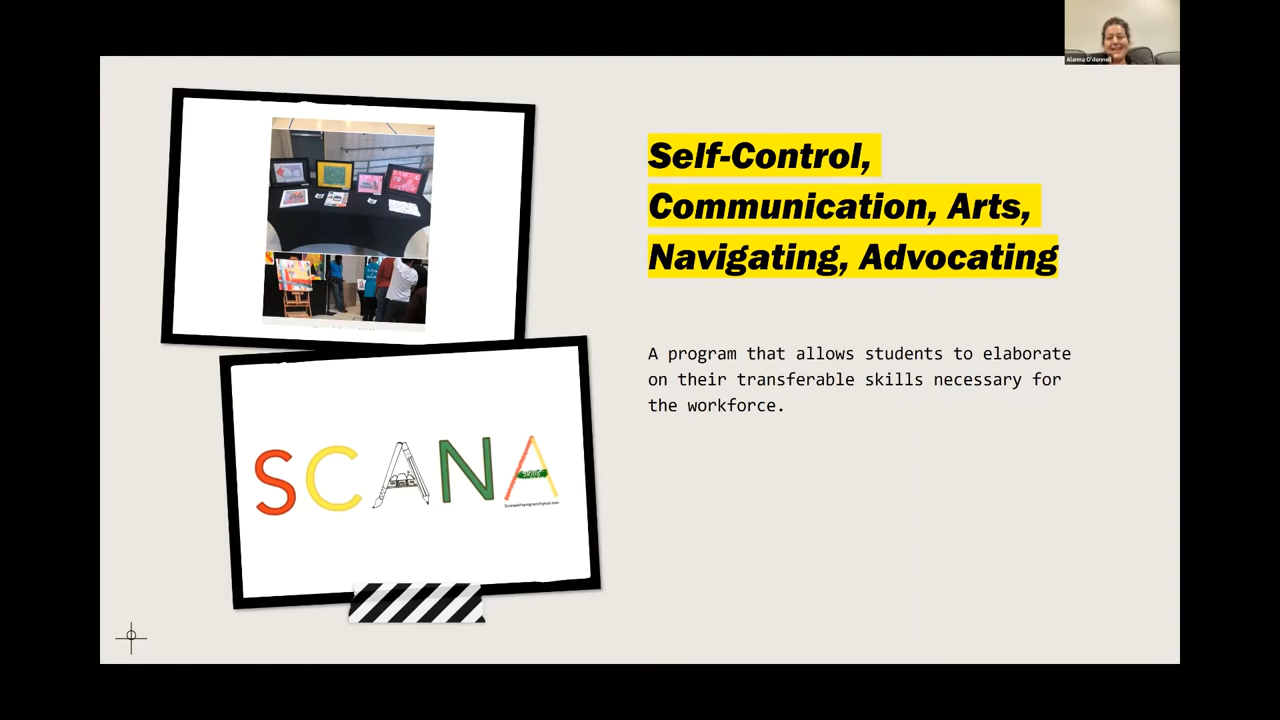 Alanna O'donnell
Self-Control,
Communication, Arts,
Navigating, Advocating
A program that allows students to elaborate
on their transferable skills necessary for
the workforce.
SCANA
Skills